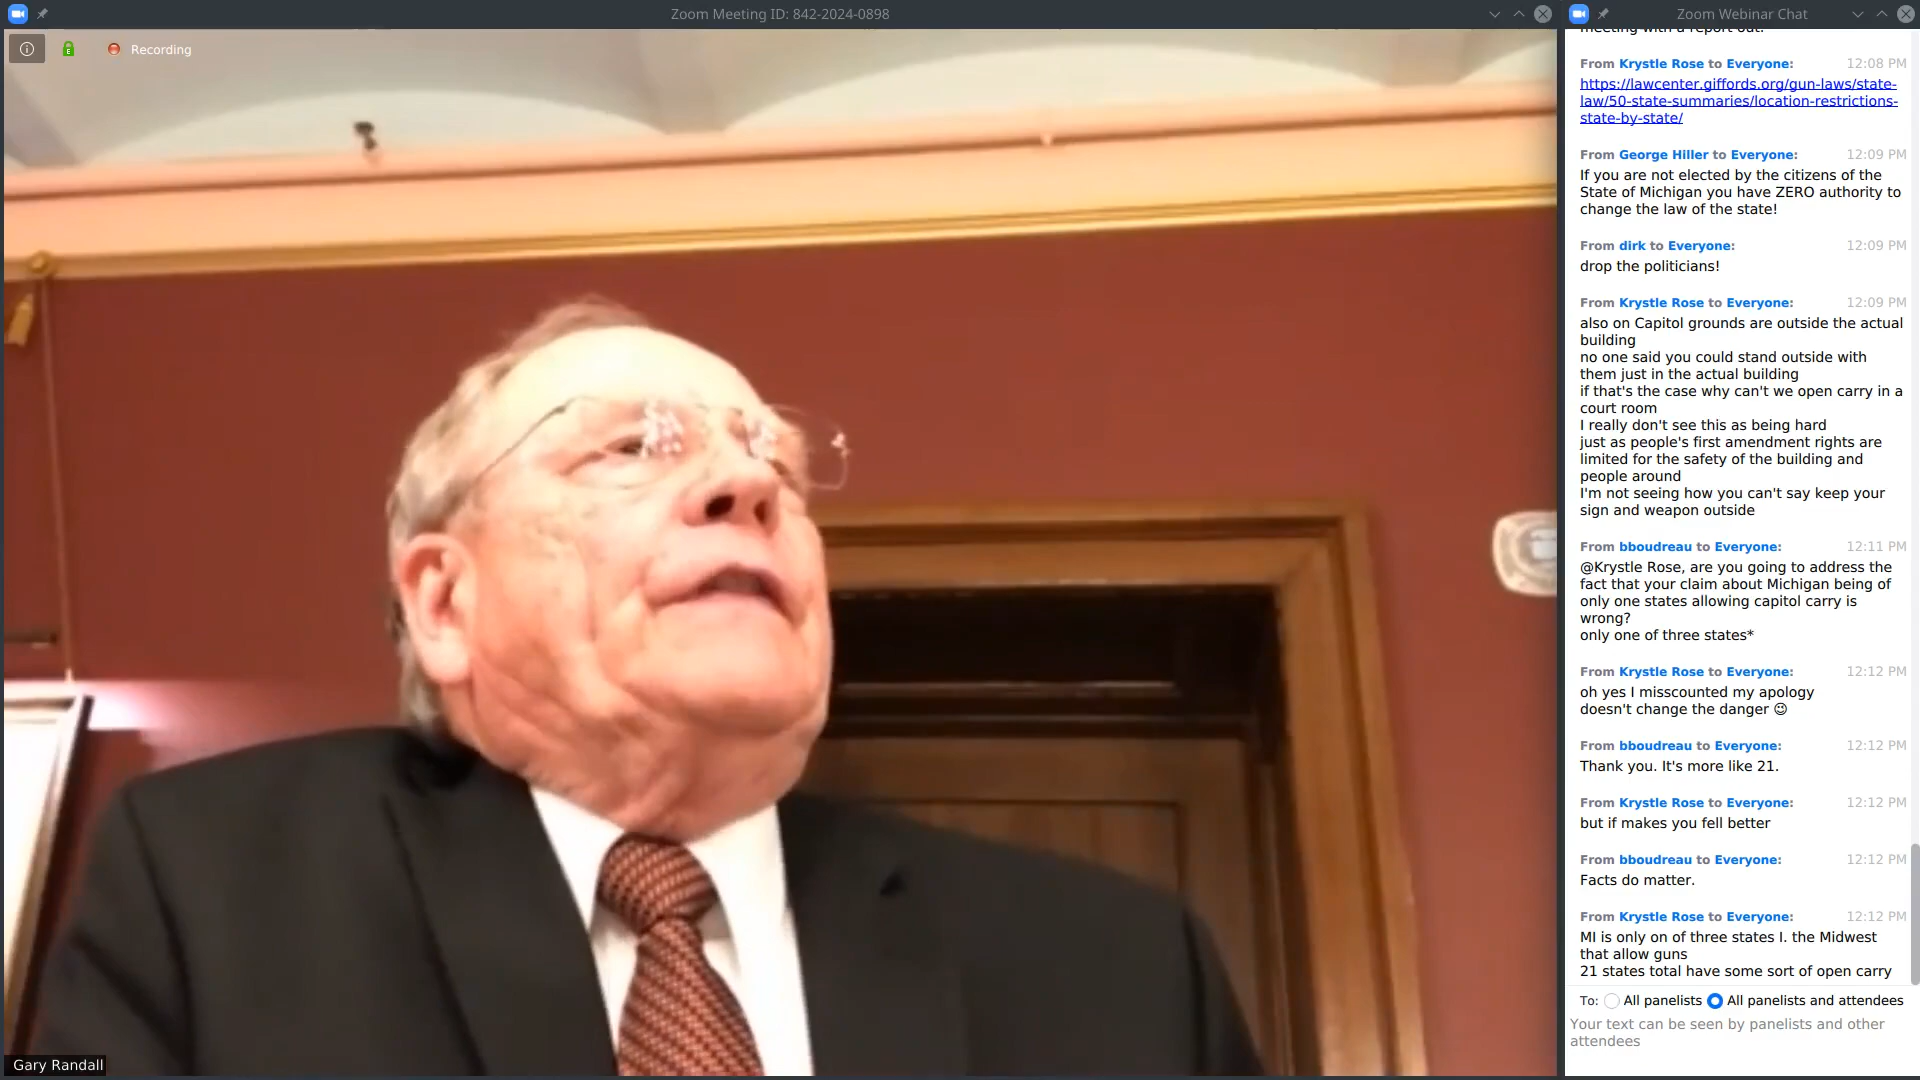 Zoom Meeting ID: 842-2024-0898
Recording
Gary Randall
Zoom Webinar Chat
meeting with a report out.
From Krystle Rose to Everyone: 12:08 PM
https://lawcenter.giffords.org/gun-laws/state-
law/50-state-summaries/location-restrictions-
state-by-state/
From George Hiller to Everyone: 12:09 PM
If you are not elected by the citizens of the
State of Michigan you have ZERO authority to
change the law of the state!
From dirk to Everyone: 12:09 PM
drop the politicians!
From Krystle Rose to Everyone: 12:09 PM
also on Capitol grounds are outside the actual
building
no one said you could stand outside with
them just in the actual building
if that's the case why can't we open carry in a
court room
I really don't see this as being hard
just as people's first amendment rights are
limited for the safety of the building and
people around
I'm not seeing how you can't say keep your
sign and weapon outside
From bboudreau to Everyone: 12:11 PM
@Krystle Rose, are you going to address the
fact that your claim about Michigan being of
only one states allowing capitol carry is
wrong?
only one of three states*
From Krystle Rose to Everyone: 12:12 PM
oh yes I misscounted my apology
doesn't change the danger 😉
From bboudreau to Everyone: 12:12 PM
Thank you. It's more like 21.
From Krystle Rose to Everyone: 12:12 PM
but if makes you fell better
From bboudreau to Everyone: 12:12 PM
Facts do matter.
From Krystle Rose to Everyone: 12:12 PM
MI is only on of three states I. the Midwest
that allow guns
21 states total have some sort of open carry
To: All panelists All panelists and attendees
Your text can be seen by panelists and other
attendees